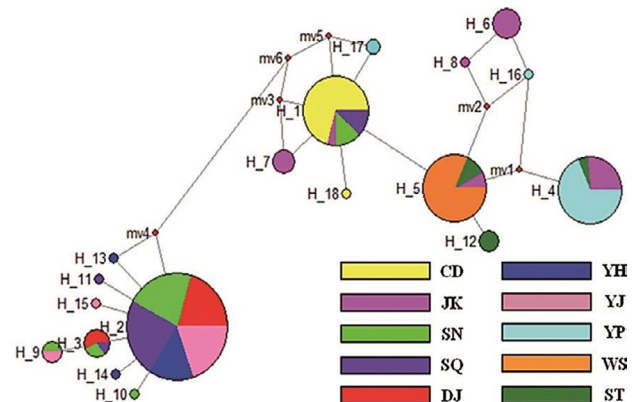 H_6
mv5
H_17
mv6
H_8
H_16
mv3
H_1
mv2
H_7
mv1
H_18
H_5
H_4
mv4
H_12
H_13
H_11
H_15
H_2
H_3
H_9
H_14
H_10
CD YH
JK YJ
SN YP
SQ WS
DJ ST